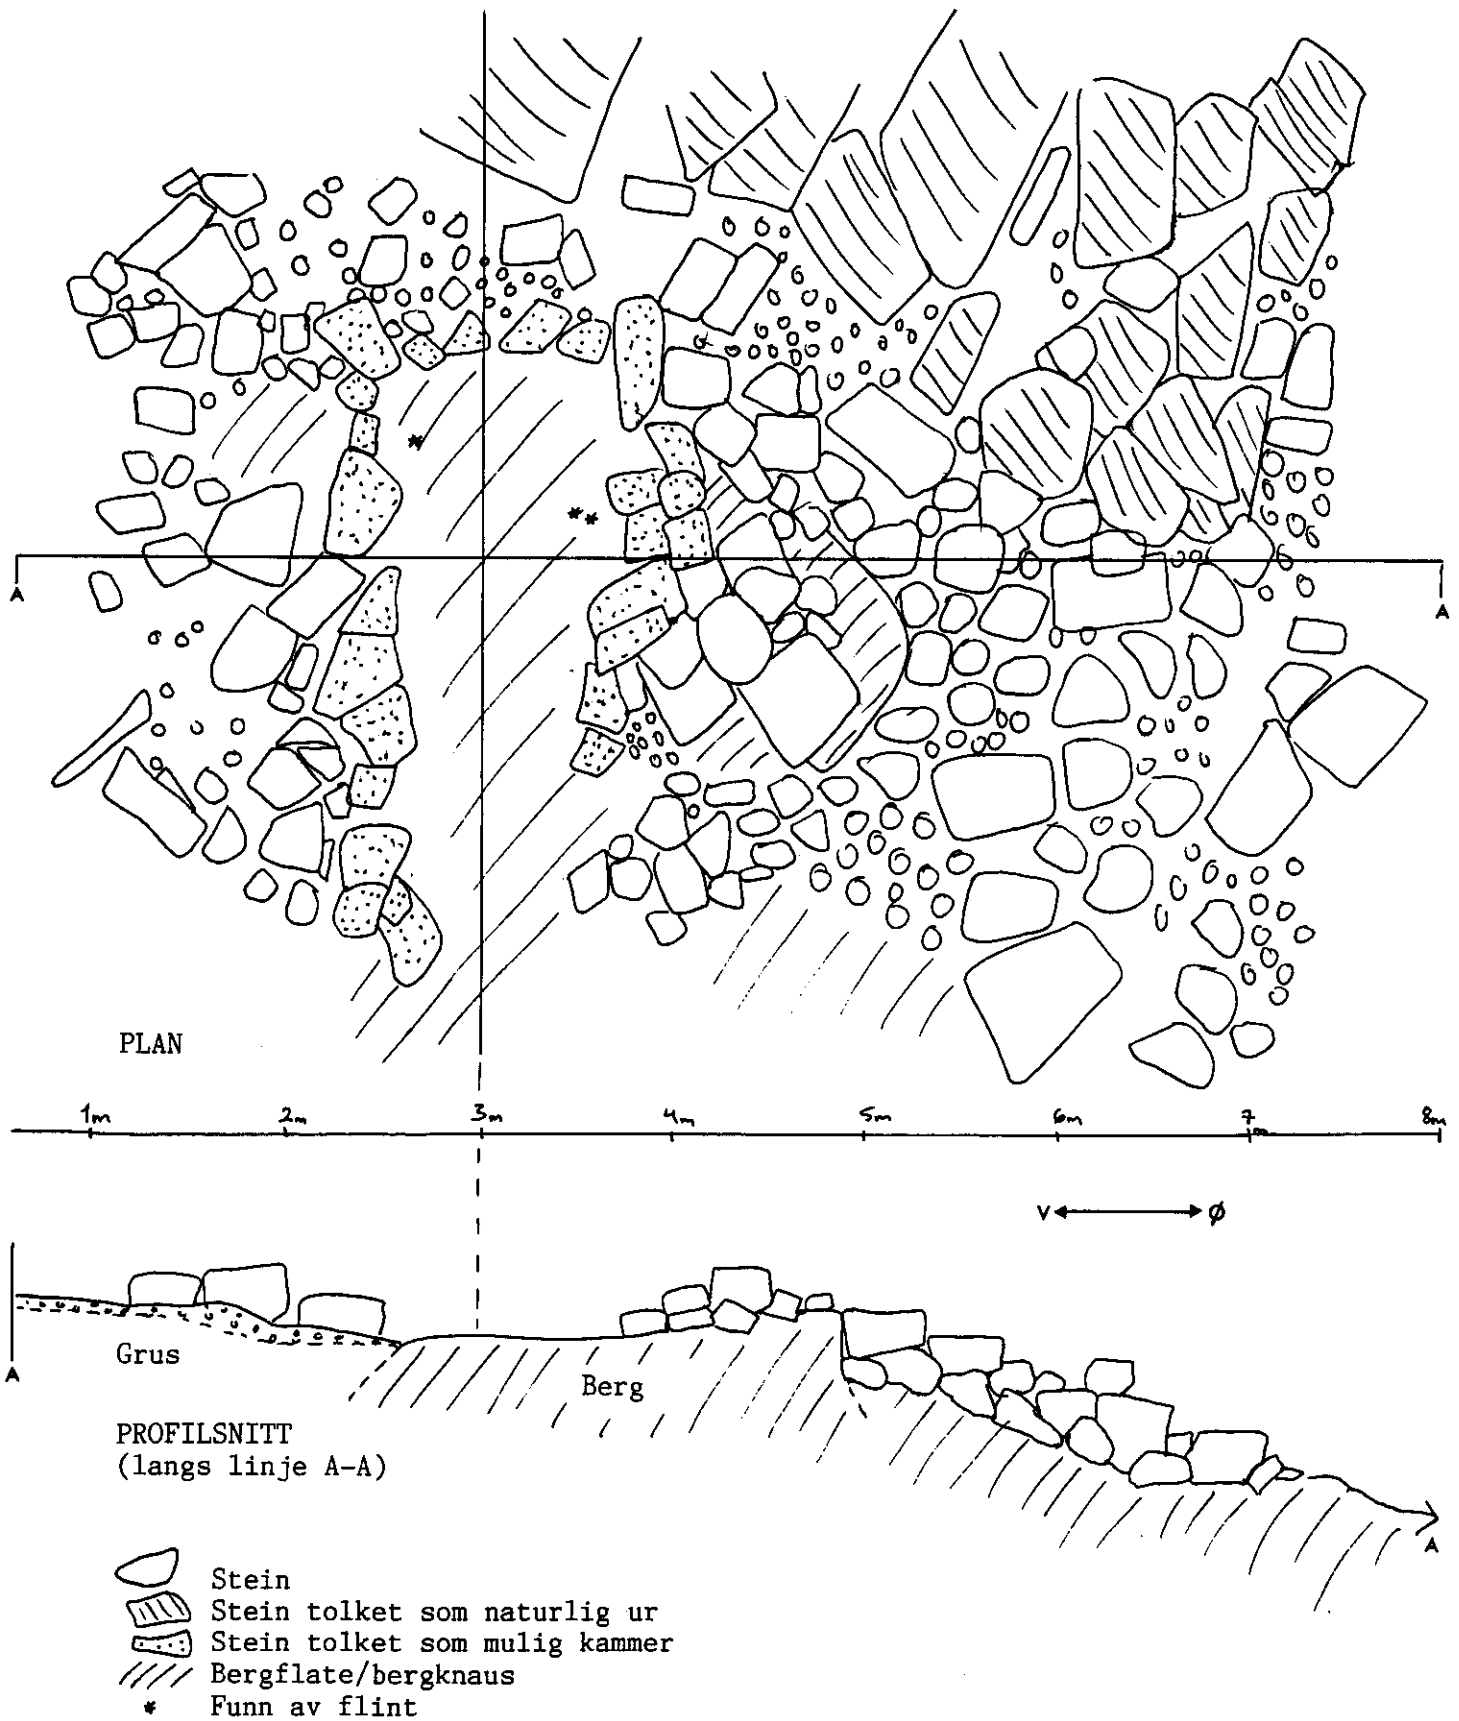 A
A
PLAN
1m 2m 3m 4m 5m 6m 7m 8m
V Ø
Grus
Berg
A
PROFILSNITT
(langs linje A-A)
A
Stein
Stein tolket som naturlig ur
Stein tolket som mulig kammer
Bergflate/bergknaus
* Funn av flint